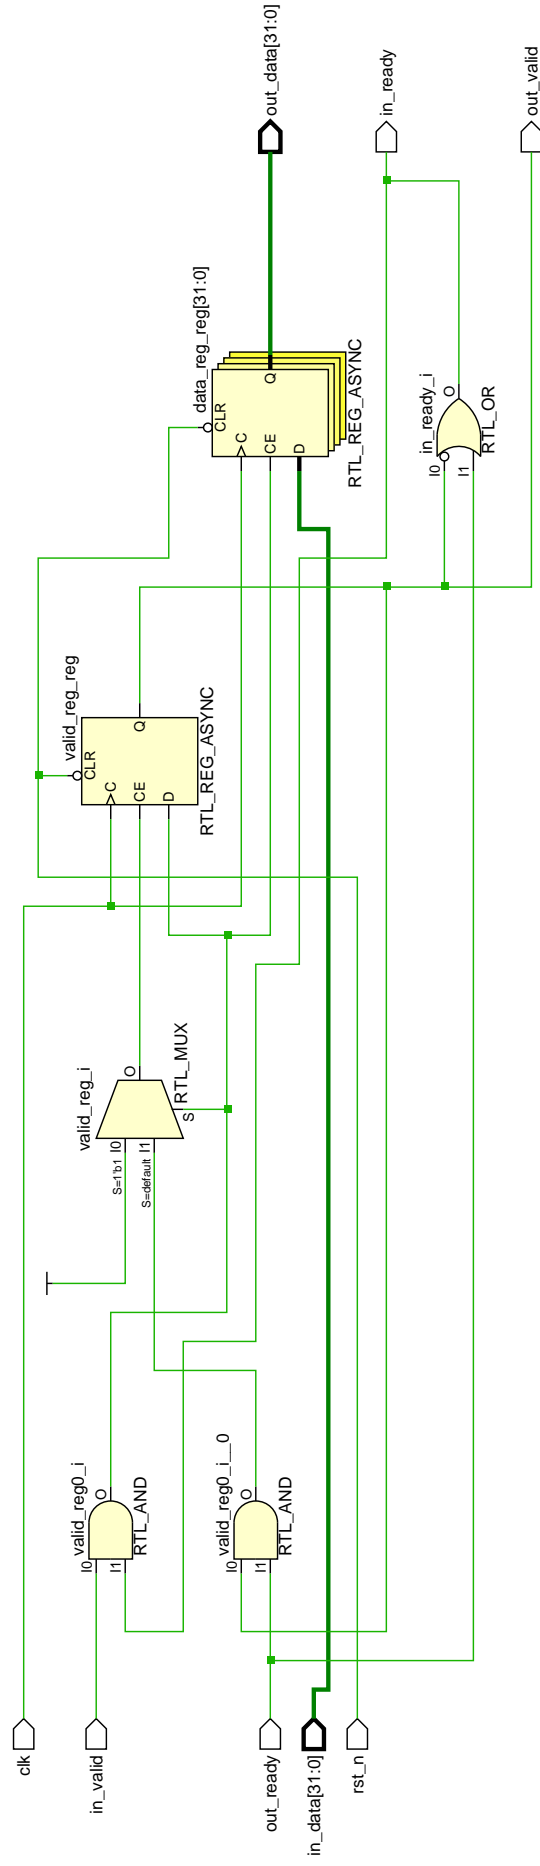 clk
in_valid
out_ready
in_data[31:0]
rst_n
valid_reg0_i
I0
I1
O
RTL_AND
valid_reg0_i__0
I0
I1
O
RTL_AND
valid_reg_i
S=1'b1 I0
S=default I1
O
S
RTL_MUX
valid_reg_reg
CLR
C
CE
D
Q
RTL_REG_ASYNC
data_reg_reg[31:0]
CLR
C
CE
D
Q
RTL_REG_ASYNC
in_ready_i
I0
I1
O
RTL_OR
out_data[31:0]
in_ready
out_valid